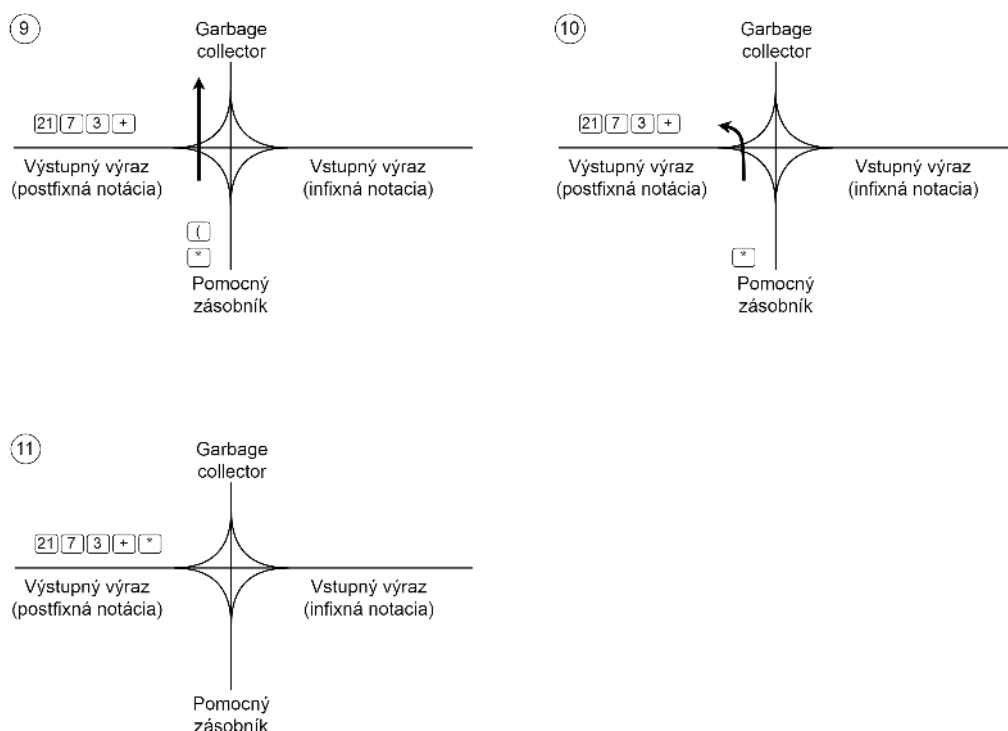 9
Garbage
collector
21 7 3 +
Výstupný výraz
(postfixná notácia)
Vstupný výraz
(infixná notacia)
(
*
Pomocný
zásobník
10
Garbage
collector
21 7 3 +
Výstupný výraz
(postfixná notácia)
Vstupný výraz
(infixná notacia)
*
Pomocný
zásobník
11
Garbage
collector
21 7 3 + *
Výstupný výraz
(postfixná notácia)
Vstupný výraz
(infixná notacia)
Pomocný
zásobník